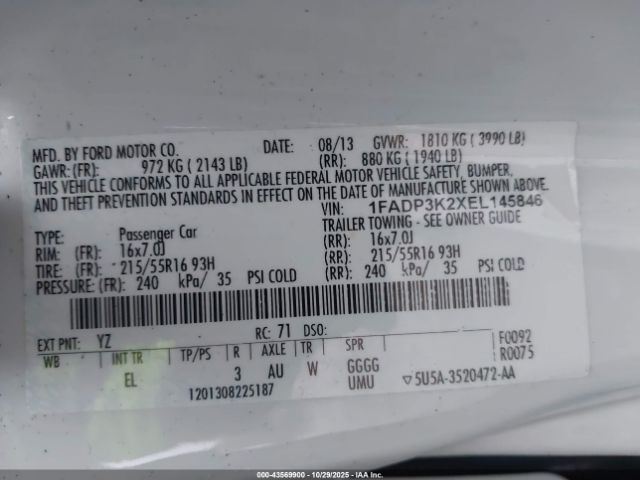 MFD. BY FORD MOTOR CO. DATE: 08/13 GVWR: 1810 KG ( 3990 LB)
GAWR: (FR): 972 KG ( 2143 LB) (RR): 880 KG ( 1940 LB)
THIS VEHICLE CONFORMS TO ALL APPLICABLE FEDERAL MOTOR VEHICLE SAFETY, BUMPER,
AND THEFT PREVENTION STANDARDS IN EFFECT ON THE DATE OF MANUFACTURE SHOWN ABOVE.
VIN: 1FADP3K2XEL145846
TYPE: Passenger Car TRAILER TOWING - SEE OWNER GUIDE
RIM: (FR): 16x7.0J (RR): 16x7.0J
TIRE: (FR): 215/55R16 93H (RR): 215/55R16 93H
PRESSURE: (FR): 240 kPa/ 35 PSI COLD (RR): 240 kPa/ 35 PSI COLD
EXT PNT: YZ RC: 71 DSO: F0092
WB INT TR TP/PS R AXLE TR SPR R0075
EL 3 AU W GGGG
UMU ▽5U5A-3520472-AA
1201308225187
000-43569900 - 10/29/2025 - IAA, Inc.